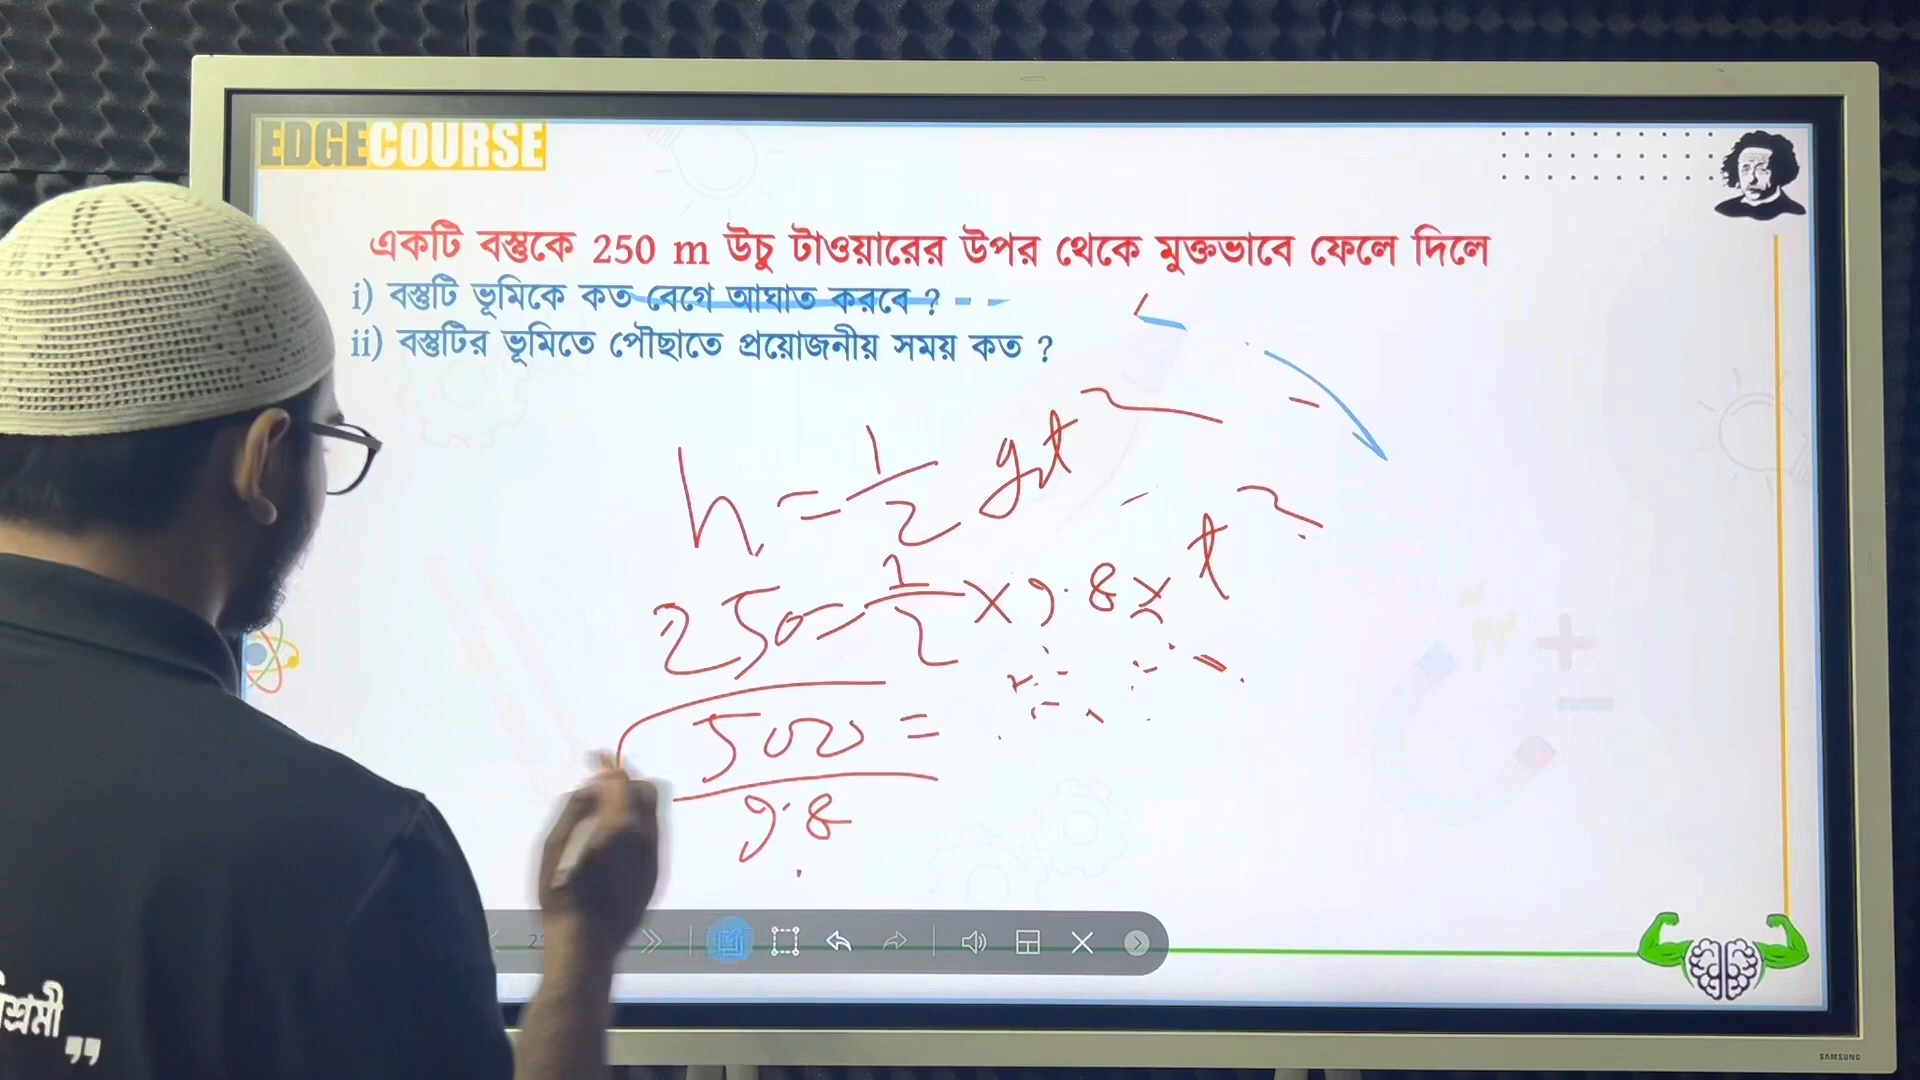 EDGECOURSE
একটি বস্তুকে 250 m উচু টাওয়ারের উপর থেকে মুক্তভাবে ফেলে দিলে
i) বস্তুটি ভূমিকে কত বেগে আঘাত করবে ?
ii) বস্তুটির ভূমিতে পৌছাতে প্রয়োজনীয় সময় কত ?
h = 1/2 gt²
250 = 1/2 × 9.8 × t²
√500/9.8 =
SAMSUNG